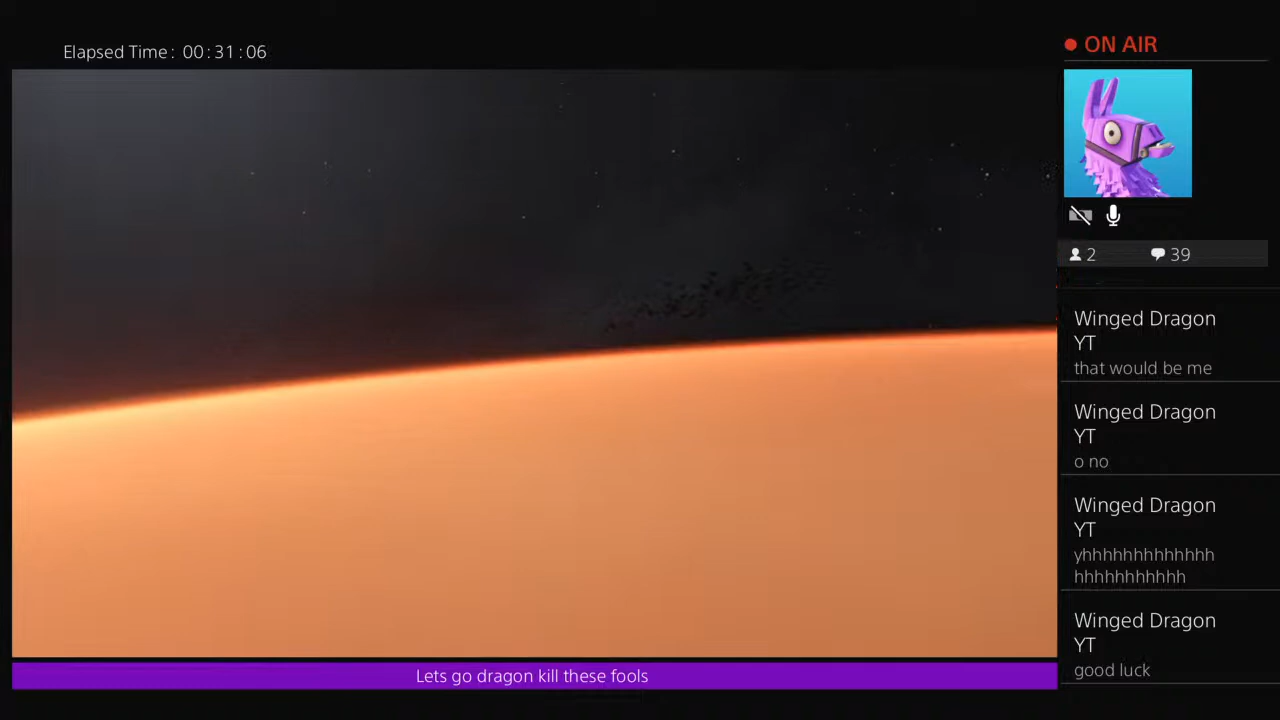 Elapsed Time: 00:31:06
ON AIR
2 39
Winged Dragon
YT
that would be me
Winged Dragon
YT
o no
Winged Dragon
YT
yhhhhhhhhhhhhh
hhhhhhhhhhh
Winged Dragon
YT
good luck
Lets go dragon kill these fools